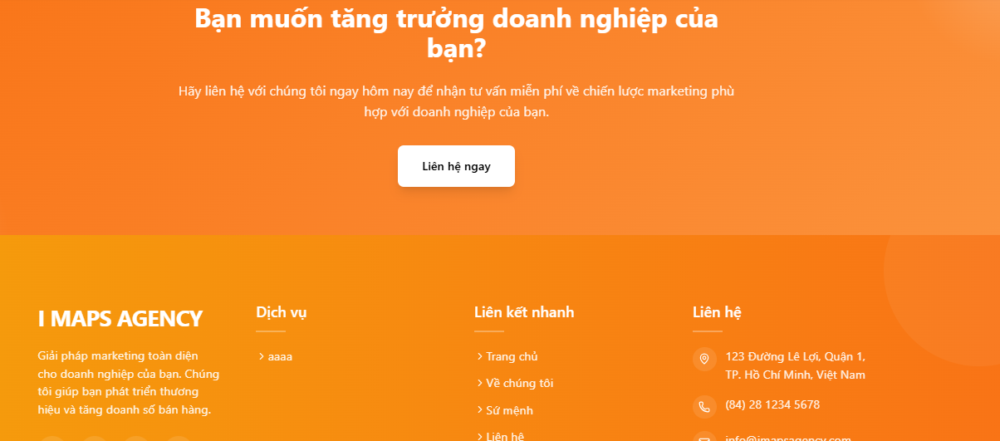 Bạn muốn tăng trưởng doanh nghiệp của
bạn?
Hãy liên hệ với chúng tôi ngay hôm nay để nhận tư vấn miễn phí về chiến lược marketing phù
hợp với doanh nghiệp của bạn.
Liên hệ ngay
I MAPS AGENCY
Giải pháp marketing toàn diện
cho doanh nghiệp của bạn. Chúng
tôi giúp bạn phát triển thương
hiệu và tăng doanh số bán hàng.
Dịch vụ
aaaa
Liên kết nhanh
Trang chủ
Về chúng tôi
Sứ mệnh
Liên hệ
Liên hệ
123 Đường Lê Lợi, Quận 1,
TP. Hồ Chí Minh, Việt Nam
(84) 28 1234 5678
info@imapsagency.com